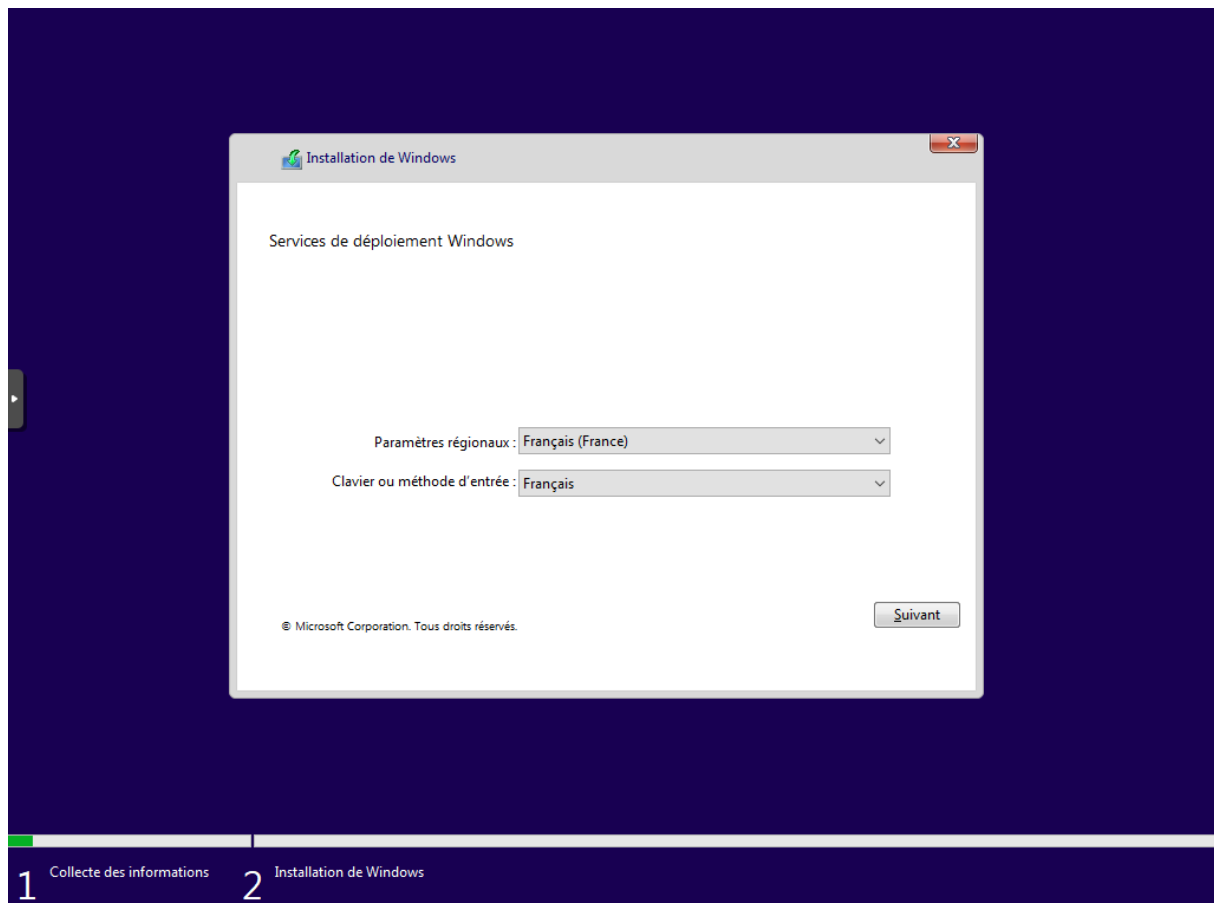 Installation de Windows
Services de déploiement Windows
Paramètres régionaux : Français (France)
Clavier ou méthode d'entrée : Français
Suivant
© Microsoft Corporation. Tous droits réservés.
1 Collecte des informations 2 Installation de Windows